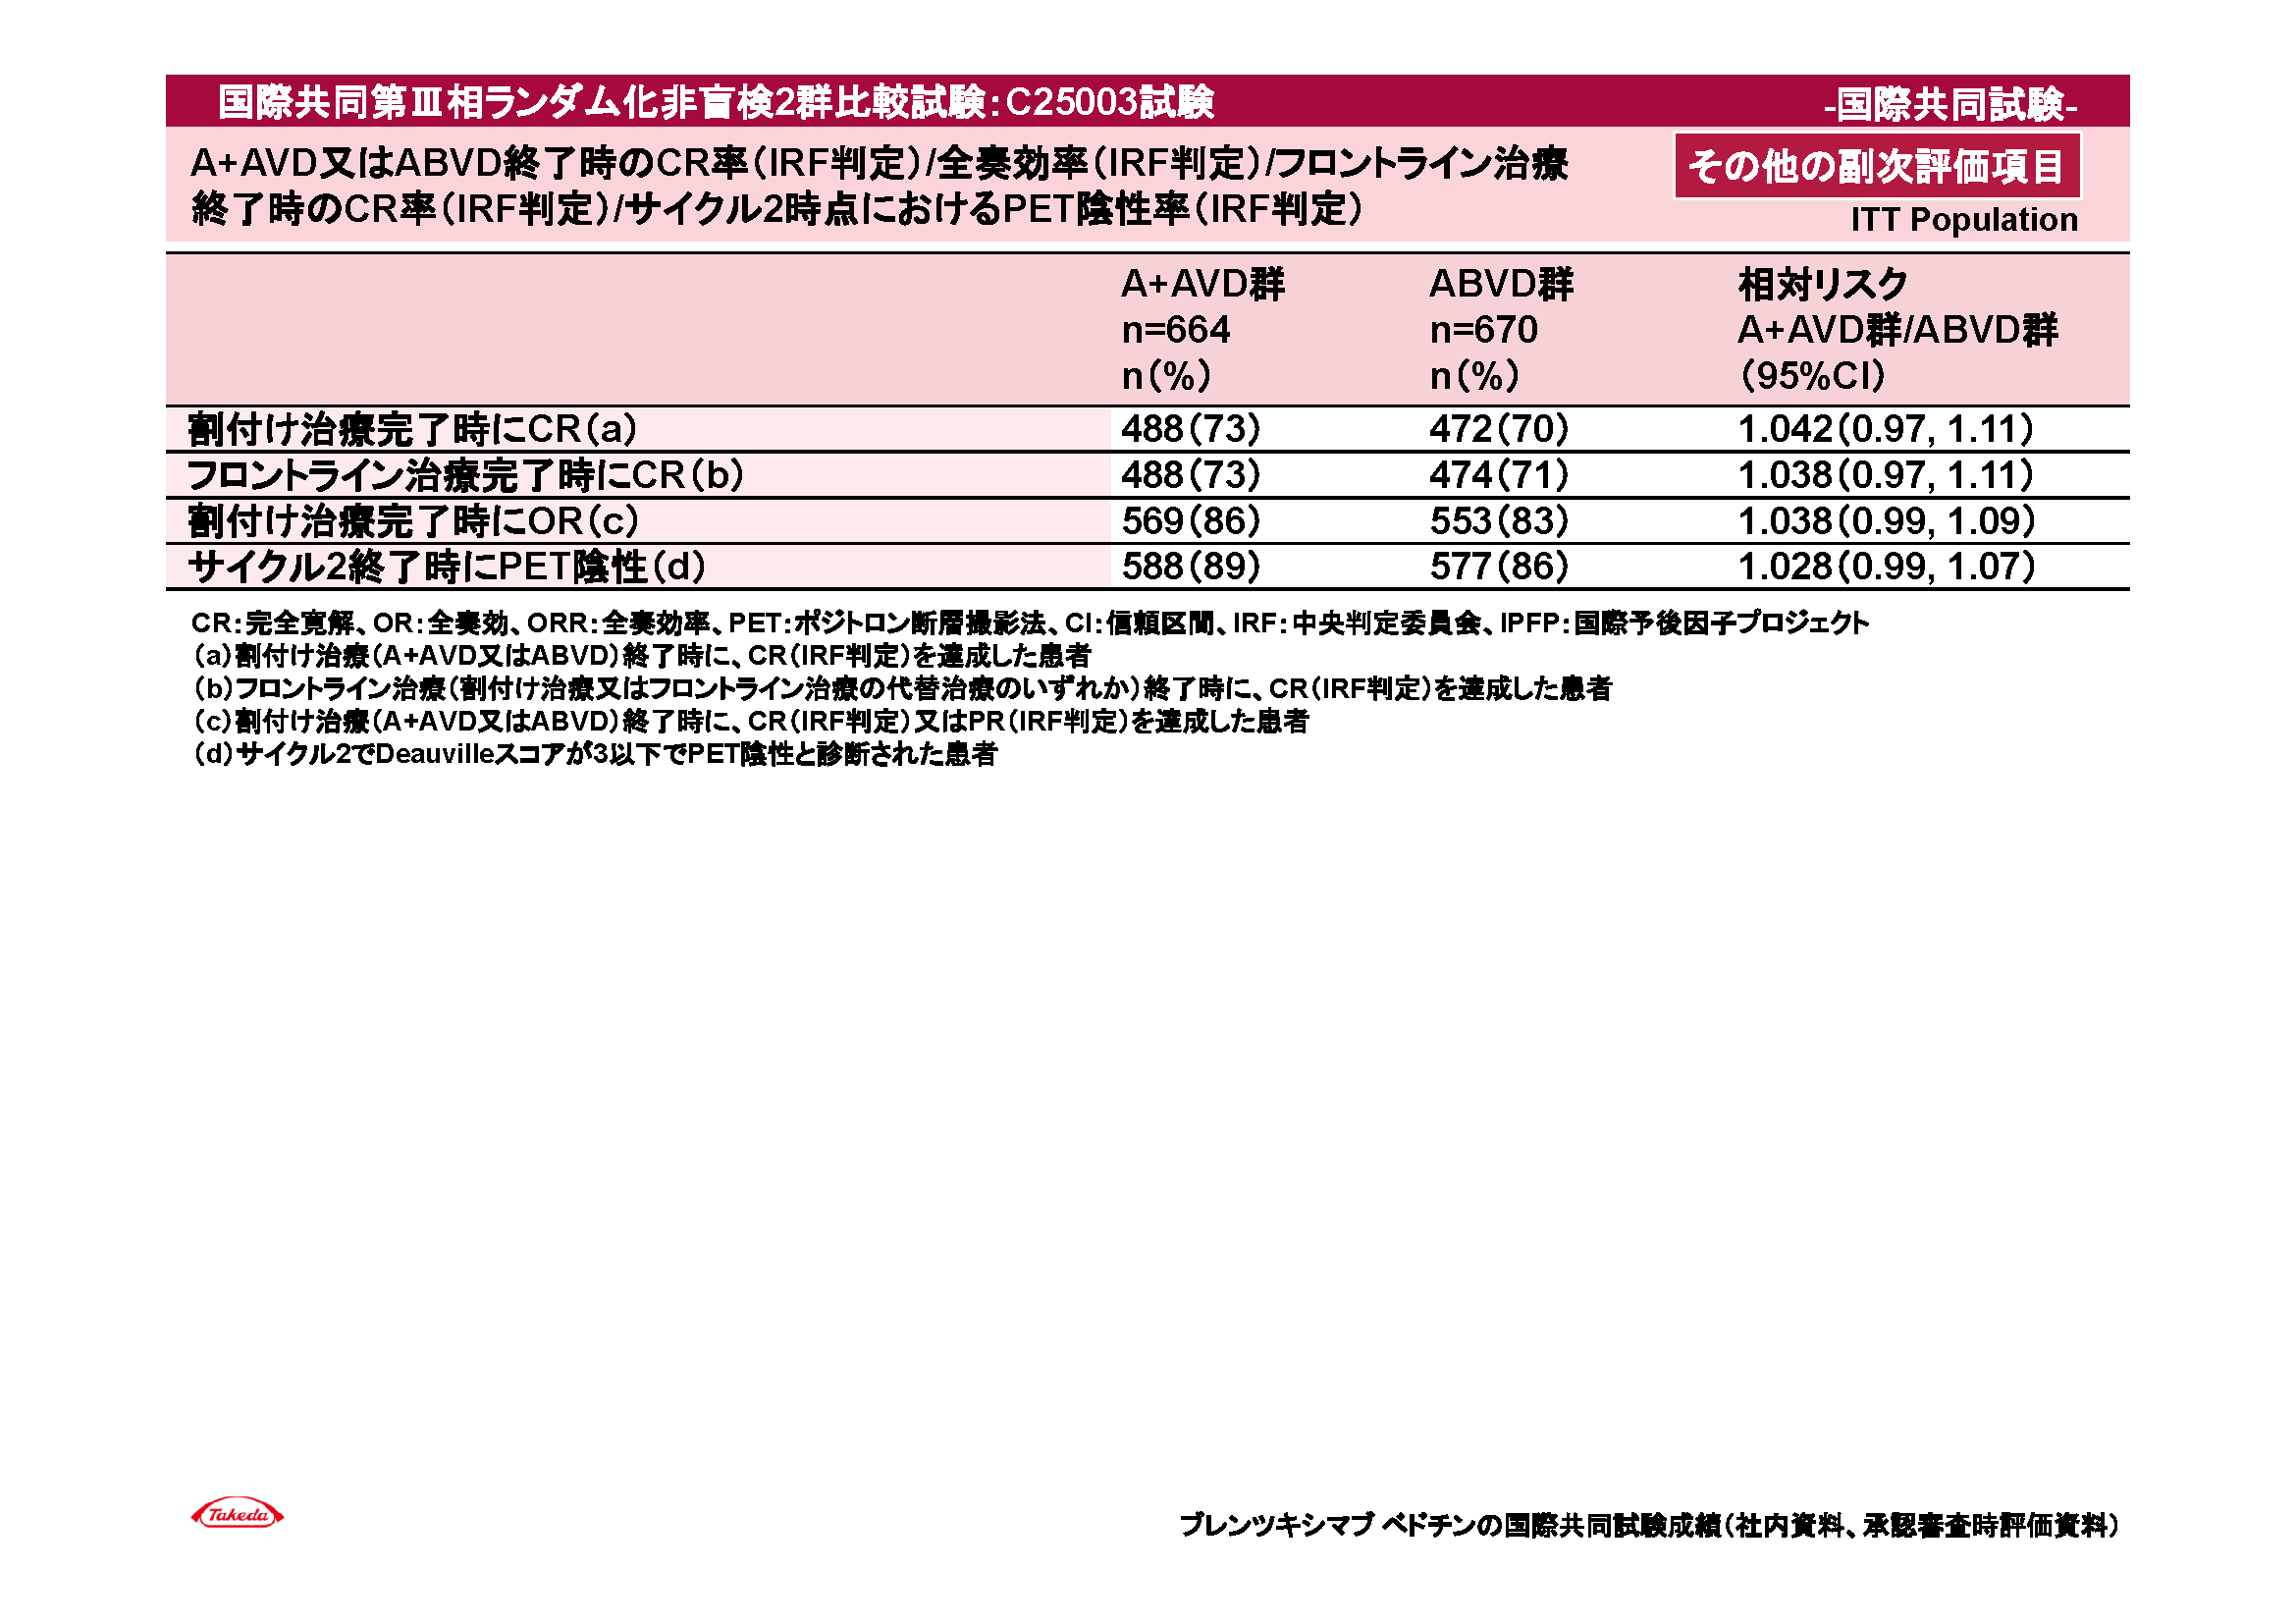 国際共同第Ⅲ相ランダム化非盲検2群比較試験：C25003試験
-国際共同試験-
A+AVD又はABVD終了時のCR率（IRF判定）/全奏効率（IRF判定）/フロントライン治療
終了時のCR率（IRF判定）/サイクル2時点におけるPET陰性率（IRF判定）
その他の副次評価項目
ITT Population
A+AVD群 ABVD群 相対リスク
n=664 n=670 A+AVD群/ABVD群
n（%） n（%） （95%CI）
割付け治療完了時にCR（a） 488（73） 472（70） 1.042（0.97, 1.11）
フロントライン治療完了時にCR（b） 488（73） 474（71） 1.038（0.97, 1.11）
割付け治療完了時にOR（c） 569（86） 553（83） 1.038（0.99, 1.09）
サイクル2終了時にPET陰性（d） 588（89） 577（86） 1.028（0.99, 1.07）
CR：完全寛解、OR：全奏効、ORR：全奏効率、PET：ポジトロン断層撮影法、CI：信頼区間、IRF：中央判定委員会、IPFP：国際予後因子プロジェクト
（a）割付け治療（A+AVD又はABVD）終了時に、CR（IRF判定）を達成した患者
（b）フロントライン治療（割付け治療又はフロントライン治療の代替治療のいずれか）終了時に、CR（IRF判定）を達成した患者
（c）割付け治療（A+AVD又はABVD）終了時に、CR（IRF判定）又はPR（IRF判定）を達成した患者
（d）サイクル2でDeauvilleスコアが3以下でPET陰性と診断された患者
Takeda
ブレンツキシマブ ベドチンの国際共同試験成績（社内資料、承認審査時評価資料）